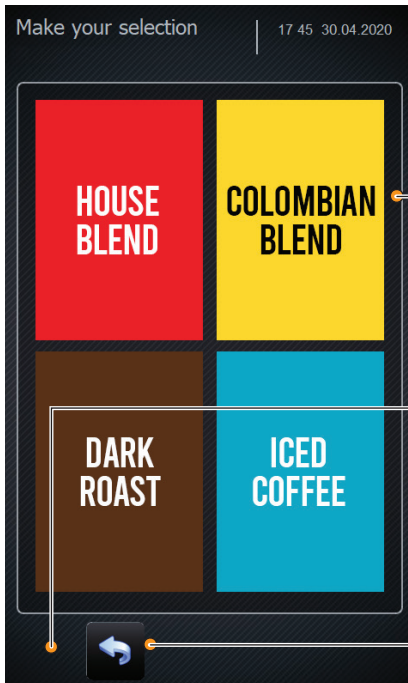 Make your selection
17 45 30.04.2020
HOUSE
BLEND
COLOMBIAN
BLEND
DARK
ROAST
ICED
COFFEE